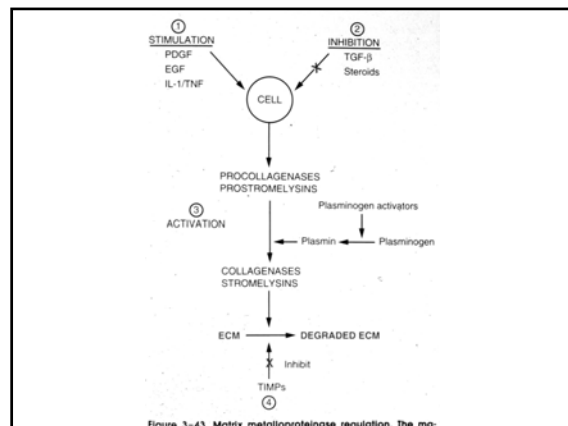 ①
STIMULATION
PDGF
EGF
IL-1/TNF
②
INHIBITION
TGF-β
Steroids
CELL
PROCOLLAGENASES
PROSTROMELYSINS
③
ACTIVATION
Plasminogen activators
Plasmin
Plasminogen
COLLAGENASES
STROMELYSINS
ECM
DEGRADED ECM
Inhibit
TIMPs
④
Figure 3–43. Matrix metalloproteinase regulation. The ma-